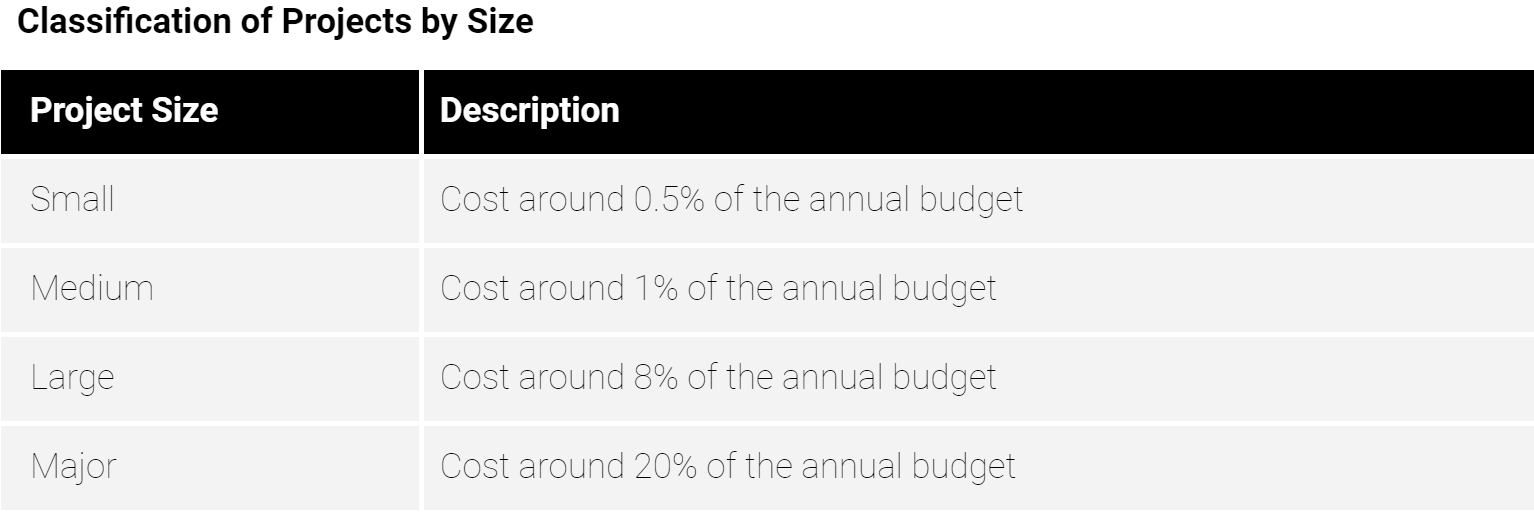 Classification of Projects by Size
Project Size Description
Small Cost around 0.5% of the annual budget
Medium Cost around 1% of the annual budget
Large Cost around 8% of the annual budget
Major Cost around 20% of the annual budget